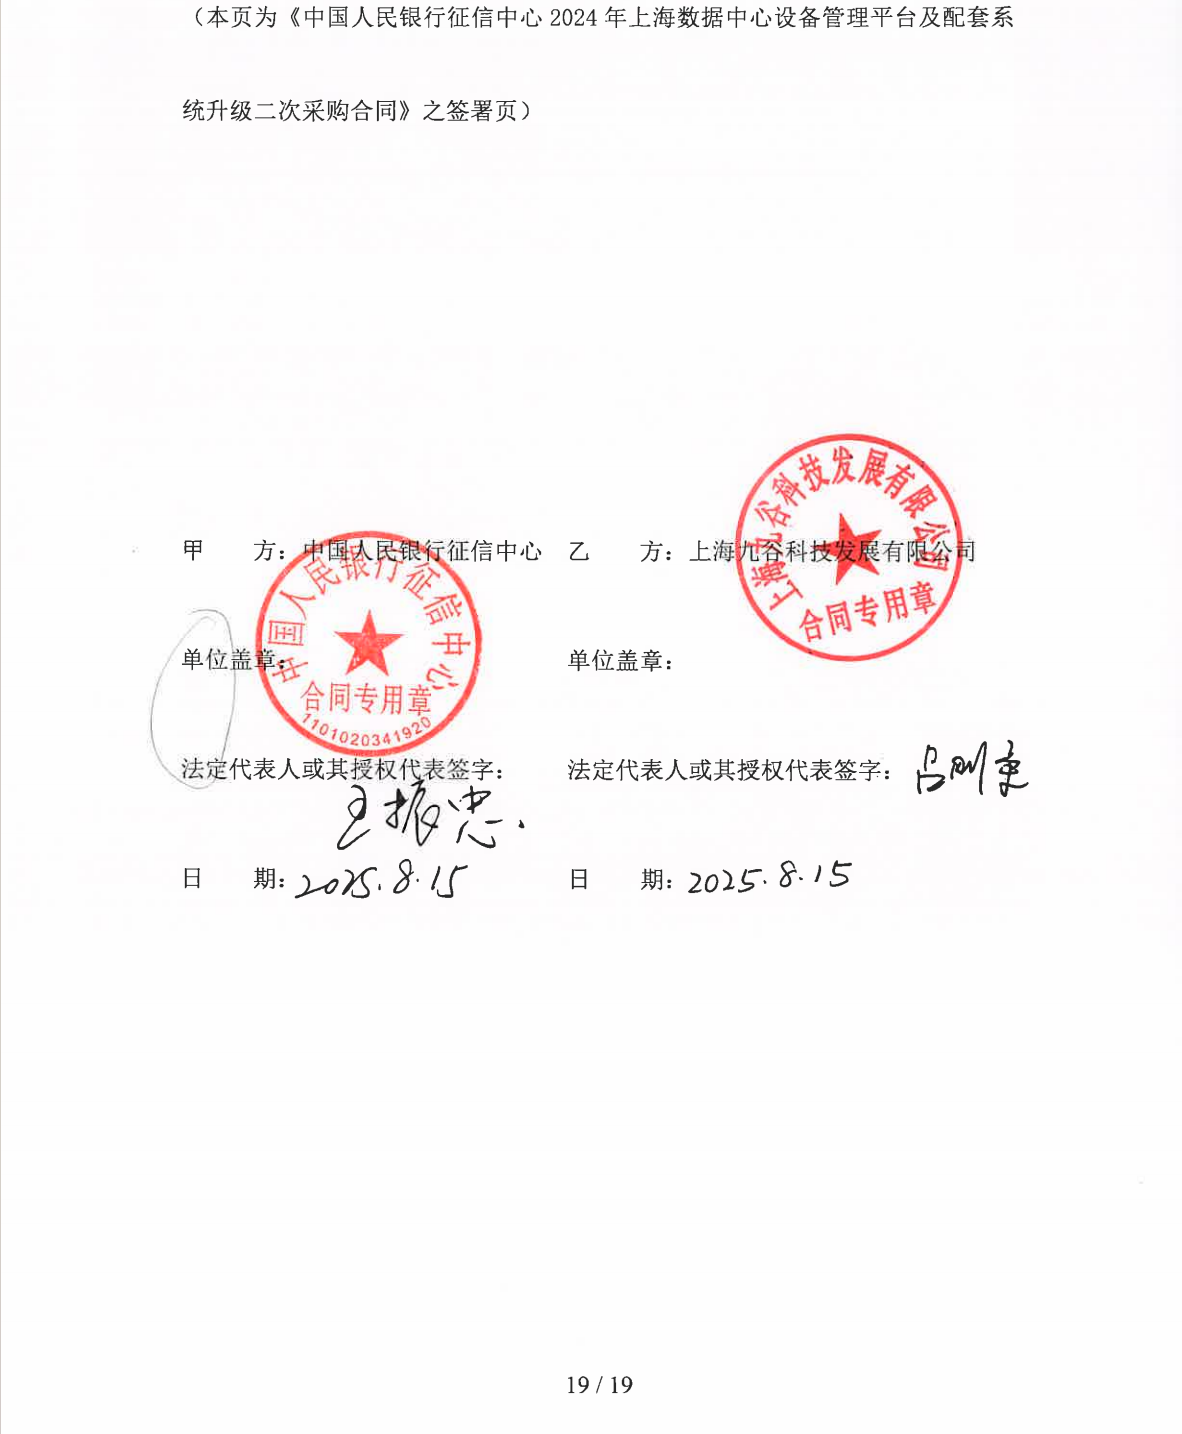 （本页为《中国人民银行征信中心 2024 年上海数据中心设备管理平台及配套系
统升级二次采购合同》之签署页）
甲 方：中国人民银行征信中心 乙 方：上海九谷科技发展有限公司
中国人民银行征信中心
合同专用章
1101020341920
上海九谷科技发展有限公司
合同专用章
单位盖章： 单位盖章：
法定代表人或其授权代表签字： 法定代表人或其授权代表签字：
王振忠
日 期：2025.8.15 日 期：2025.8.15
19 / 19